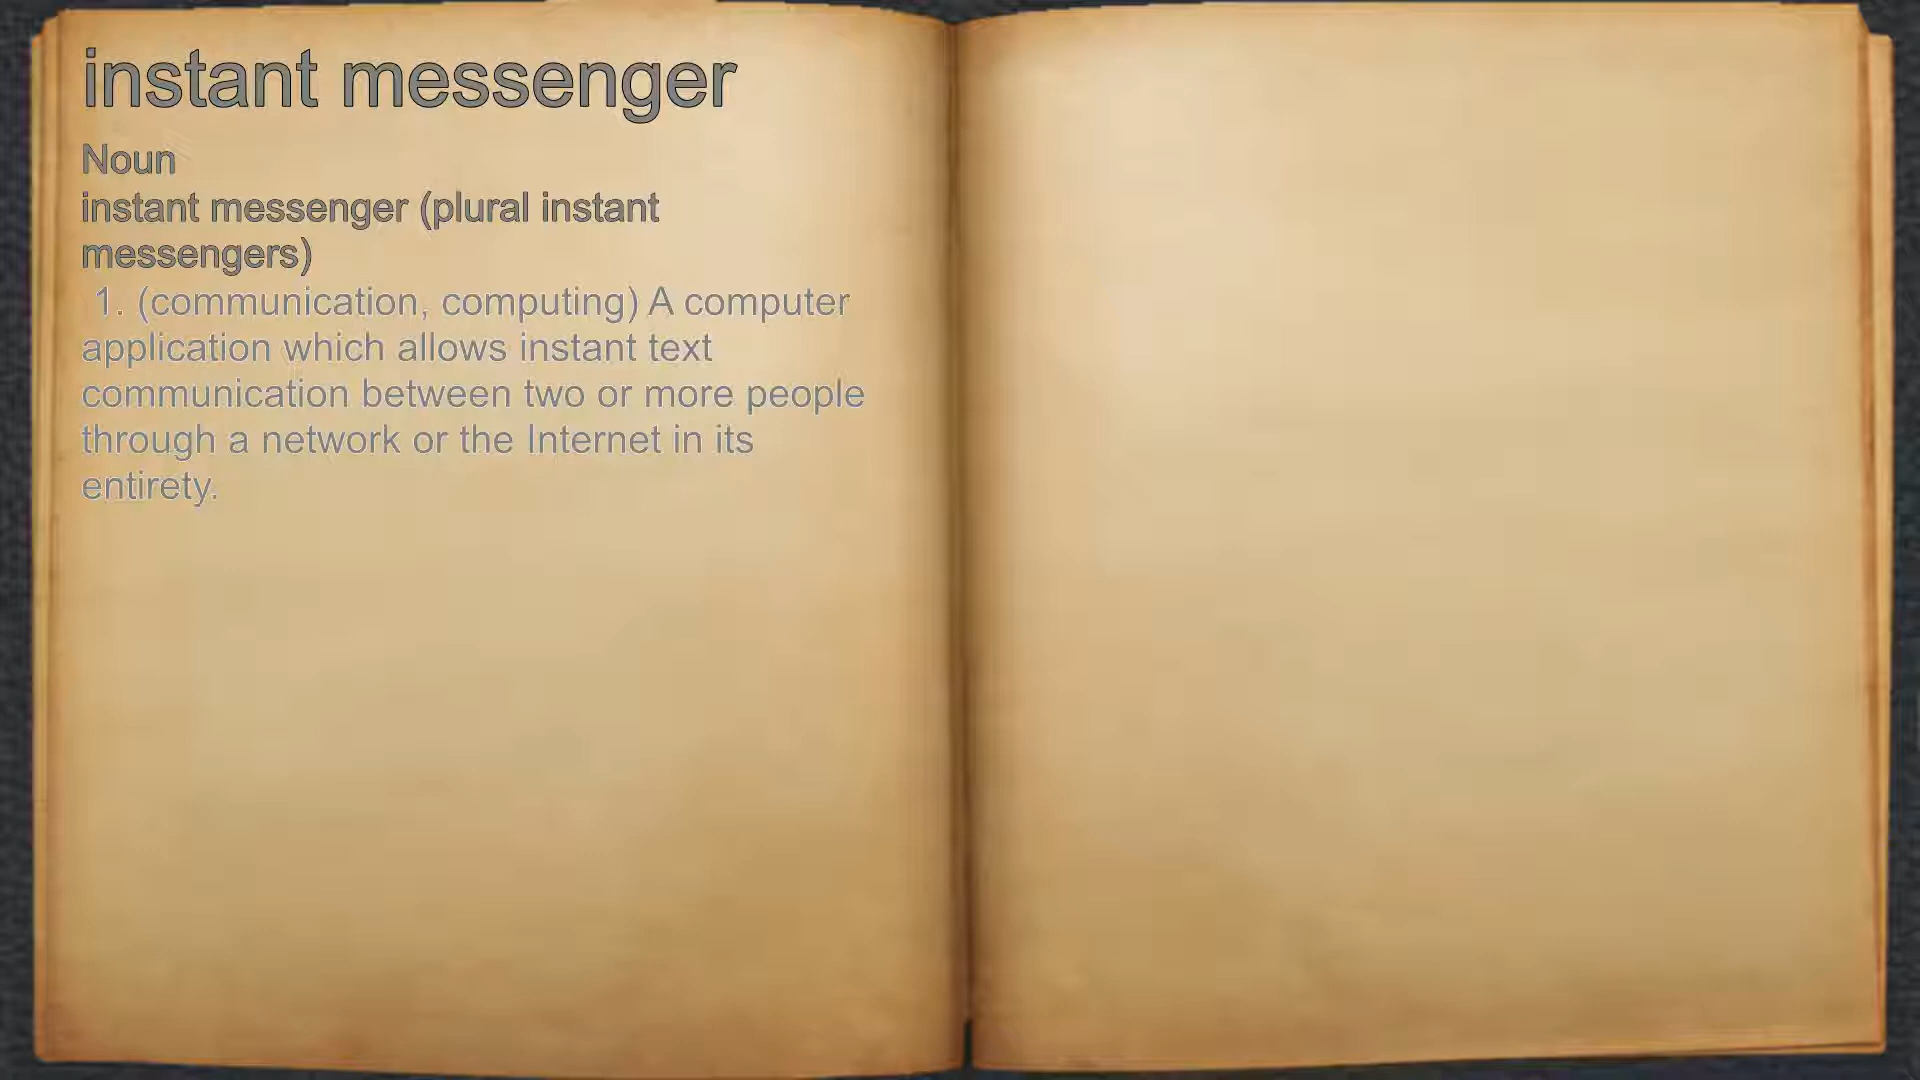 instant messenger
Noun
instant messenger (plural instant
messengers)
1. (communication, computing) A computer
application which allows instant text
communication between two or more people
through a network or the Internet in its
entirety.